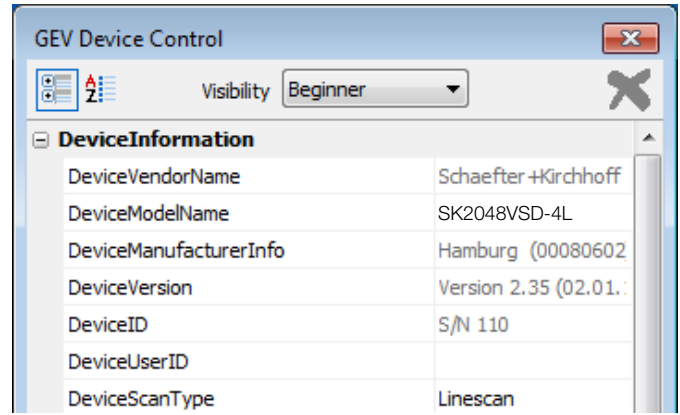 GEV Device Control
A Z Visibility Beginner
DeviceInformation
DeviceVendorName Schaefter+Kirchhoff
DeviceModelName SK2048VSD-4L
DeviceManufacturerInfo Hamburg (00080602
DeviceVersion Version 2.35 (02.01.
DeviceID S/N 110
DeviceUserID
DeviceScanType Linescan